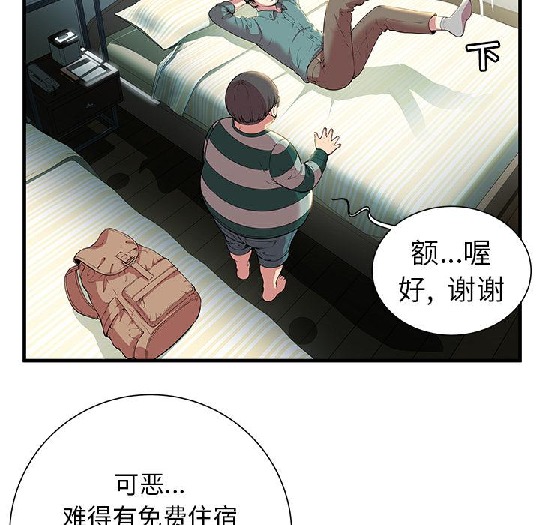 下
额...喔
好，谢谢
可恶...
难得有免费住宿